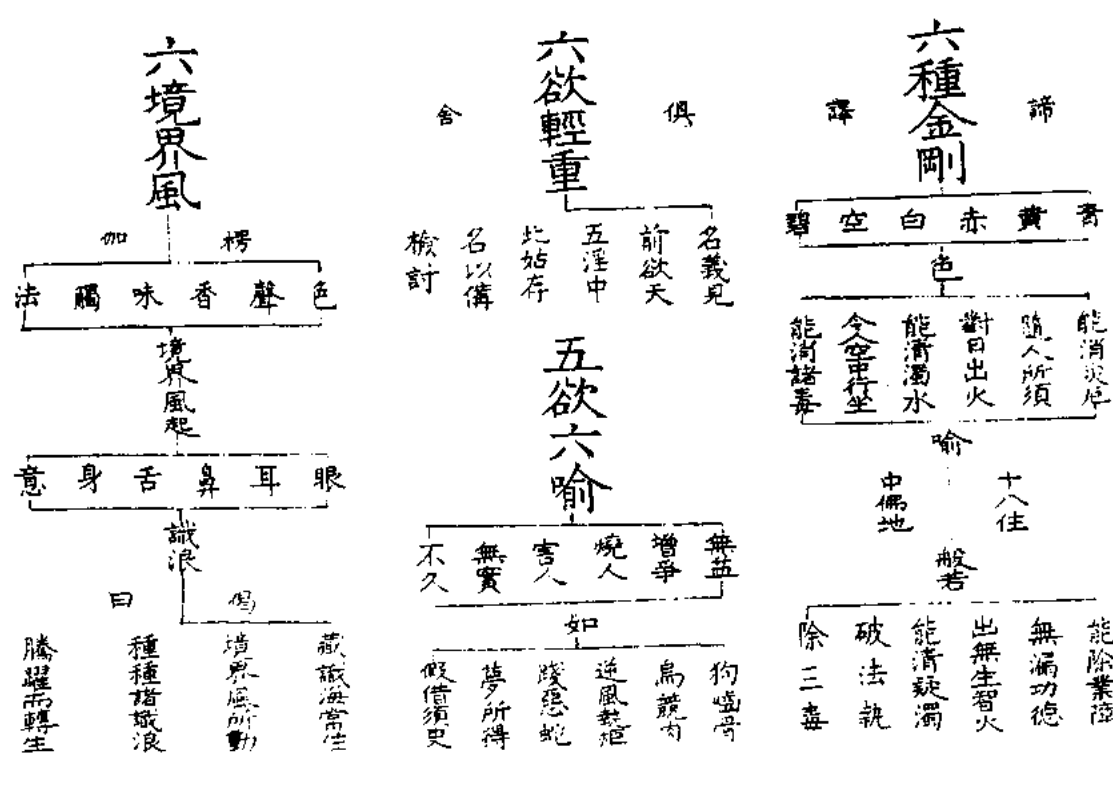 六種金剛
諦譯
青黃赤白空碧
色
能消災厄
隨人所須
對日出火
能清濁水
令人空中行坐
能消諸毒
喻
十八住
中偏地
般若
能除業障
無漏功德
出無生智火
能清疑濁
破法執
除三毒
六欲輕重
俱舍
名義見
前欲天
五淫中
此姑存
名以俻
檢討
五欲六喻
無益
增爭
燒人
害人
無實
不久
如
狗嚙骨
鳥競肉
逆風執炬
踐惡蛇
夢所得
假借須臾
六境界風
楞伽
色聲香味觸法
境界風起
眼耳鼻舌身意
識浪
偈曰
藏識海常住
境界風所動
種種諸識浪
騰躍而轉生